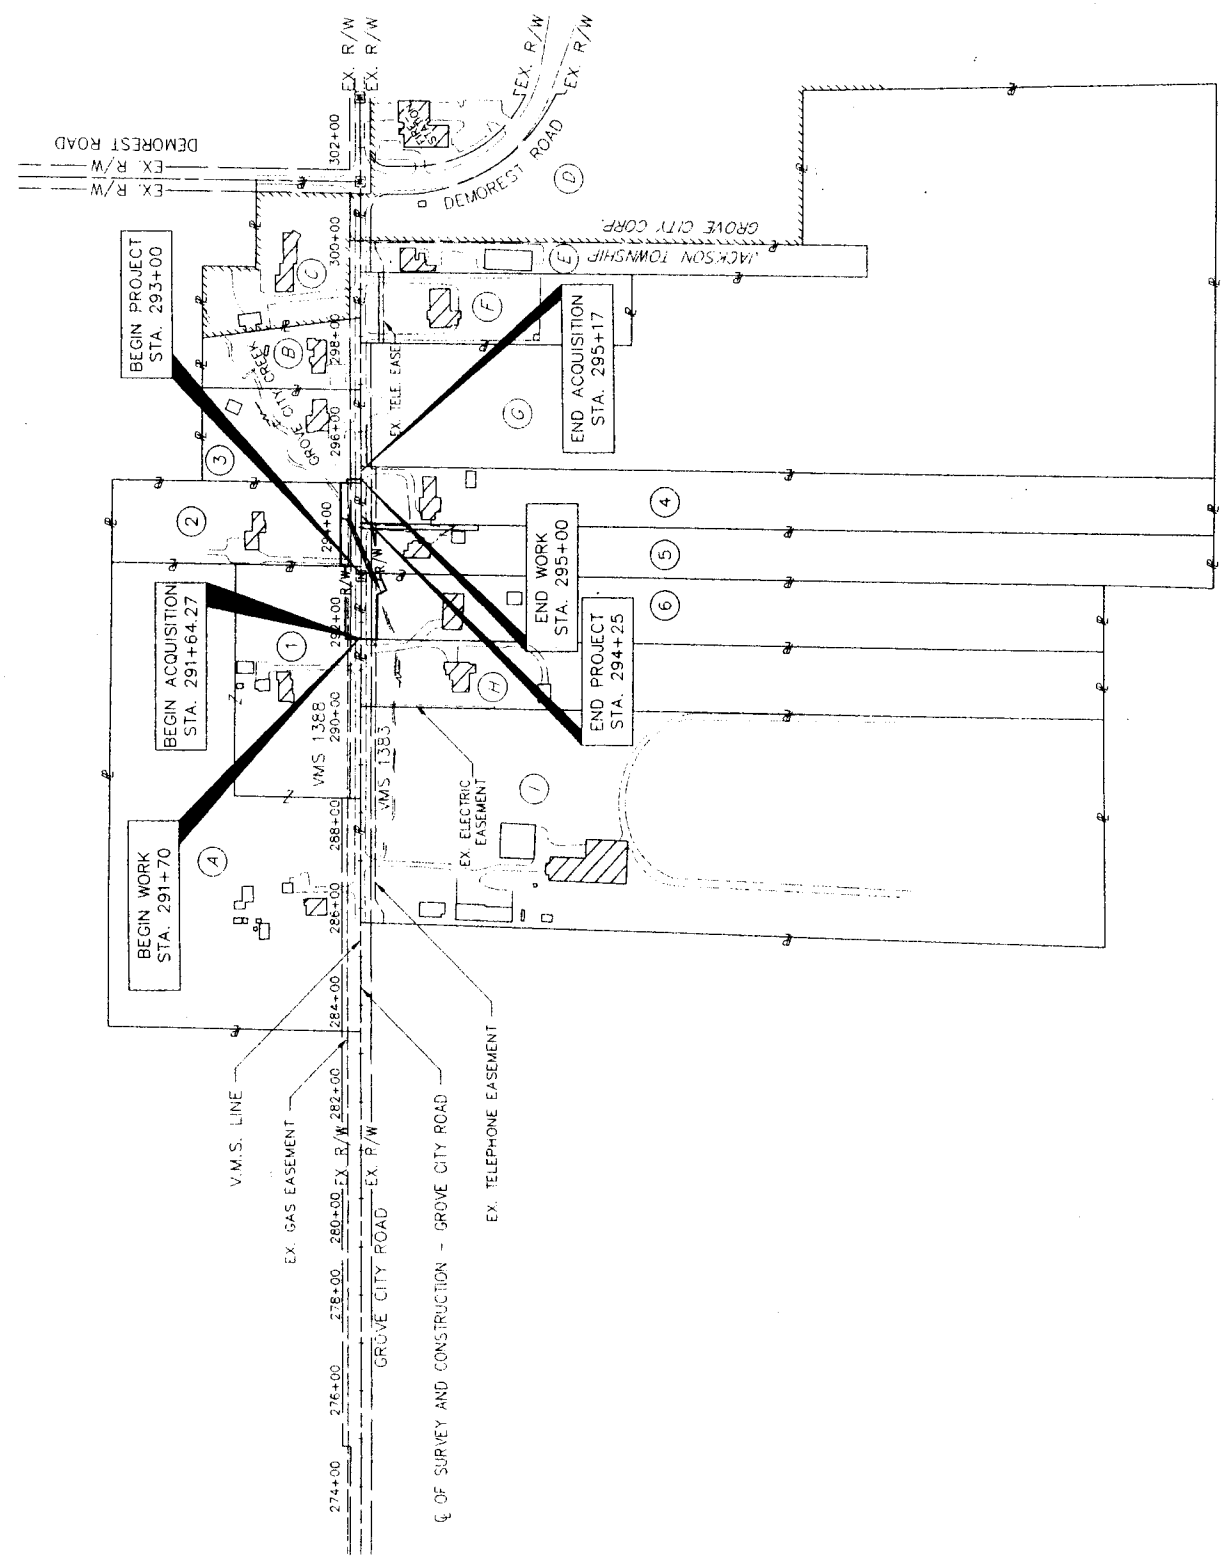 EX. R/W
EX. R/W
EX. R/W
EX. R/W
DEMOREST ROAD
EX. R/W
EX. R/W
FIRE
STATION
302+00
DEMOREST ROAD
D
GROVE CITY CORP.
JACKSON TOWNSHIP
E
300+00
C
BEGIN PROJECT
STA. 293+00
F
298+00
B
GROVE CITY CREEK
EX. TELE. EASE
END ACQUISITION
STA. 295+17
G
296+00
3
2
294+00
4
5
6
R/W
R/W
END WORK
STA. 295+00
BEGIN ACQUISITION
STA. 291+64.27
292+00
1
H
END PROJECT
STA. 294+25
290+00
VMS 1388
VMS 1383
EX. ELECTRIC
EASEMENT
I
288+00
BEGIN WORK
STA. 291+70
A
286+00
284+00
V.M.S. LINE
282+00
EX. GAS EASEMENT
EX. R/W
EX. R/W
EX. TELEPHONE EASEMENT
280+00
GROVE CITY ROAD
278+00
℄ OF SURVEY AND CONSTRUCTION - GROVE CITY ROAD
276+00
274+00